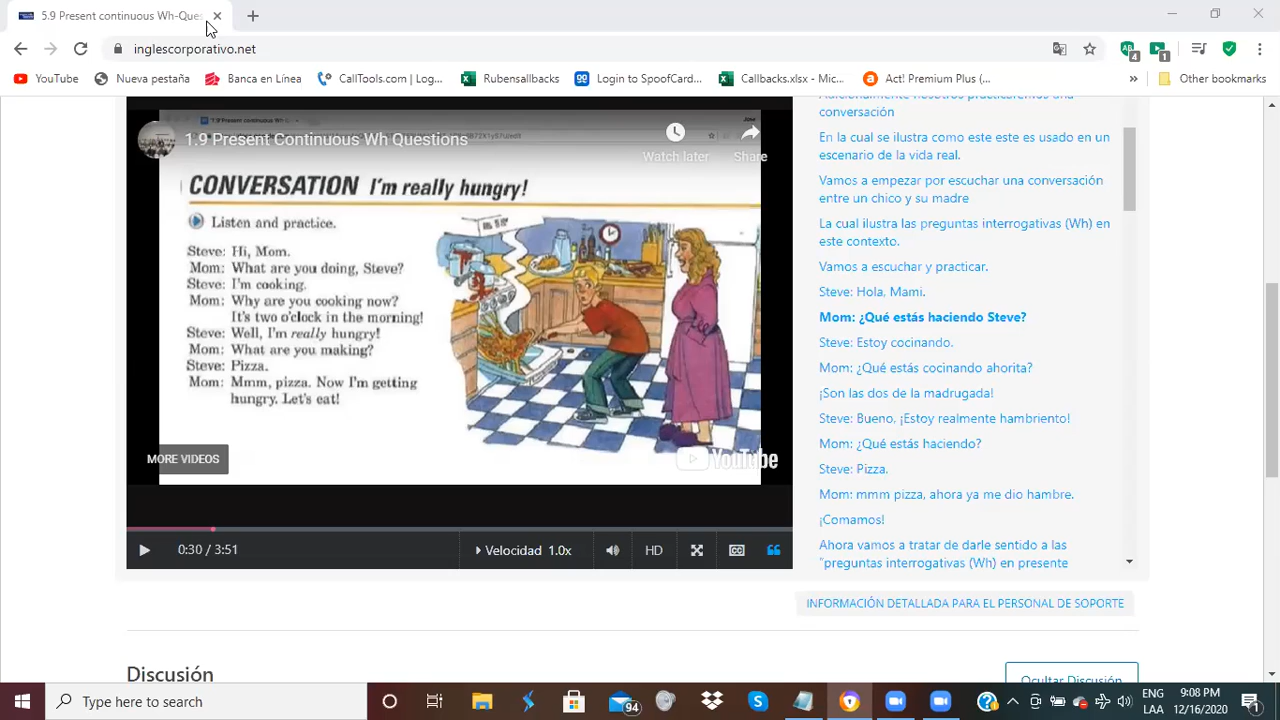 5.9 Present continuous Wh-Ques
inglescorporativo.net
4
1
YouTube
Nueva pestaña
Banca en Línea
CallTools.com | Log...
Rubensallbacks
Login to SpoofCard...
Callbacks.xlsx - Mic...
Act! Premium Plus (...
»
Other bookmarks
1.9 Present Continuous Wh Questions
Watch later
Share
CONVERSATION I'm really hungry!
Listen and practice.
Steve: Hi, Mom.
Mom: What are you doing, Steve?
Steve: I'm cooking.
Mom: Why are you cooking now?
It's two o'clock in the morning!
Steve: Well, I'm really hungry!
Mom: What are you making?
Steve: Pizza.
Mom: Mmm, pizza. Now I'm getting
hungry. Let's eat!
MORE VIDEOS
YouTube
0:30 / 3:51
Velocidad 1.0x
HD
conversación
En la cual se ilustra como este este es usado en un
escenario de la vida real.
Vamos a empezar por escuchar una conversación
entre un chico y su madre
La cual ilustra las preguntas interrogativas (Wh) en
este contexto.
Vamos a escuchar y practicar.
Steve: Hola, Mami.
Mom: ¿Qué estás haciendo Steve?
Steve: Estoy cocinando.
Mom: ¿Qué estás cocinando ahorita?
¡Son las dos de la madrugada!
Steve: Bueno, ¡Estoy realmente hambriento!
Mom: ¿Qué estás haciendo?
Steve: Pizza.
Mom: mmm pizza, ahora ya me dio hambre.
¡Comamos!
Ahora vamos a tratar de darle sentido a las
"preguntas interrogativas (Wh) en presente
INFORMACIÓN DETALLADA PARA EL PERSONAL DE SOPORTE
Discusión
Ocultar Discusión
Type here to search
94
ENG
LAA
9:08 PM
12/16/2020
1